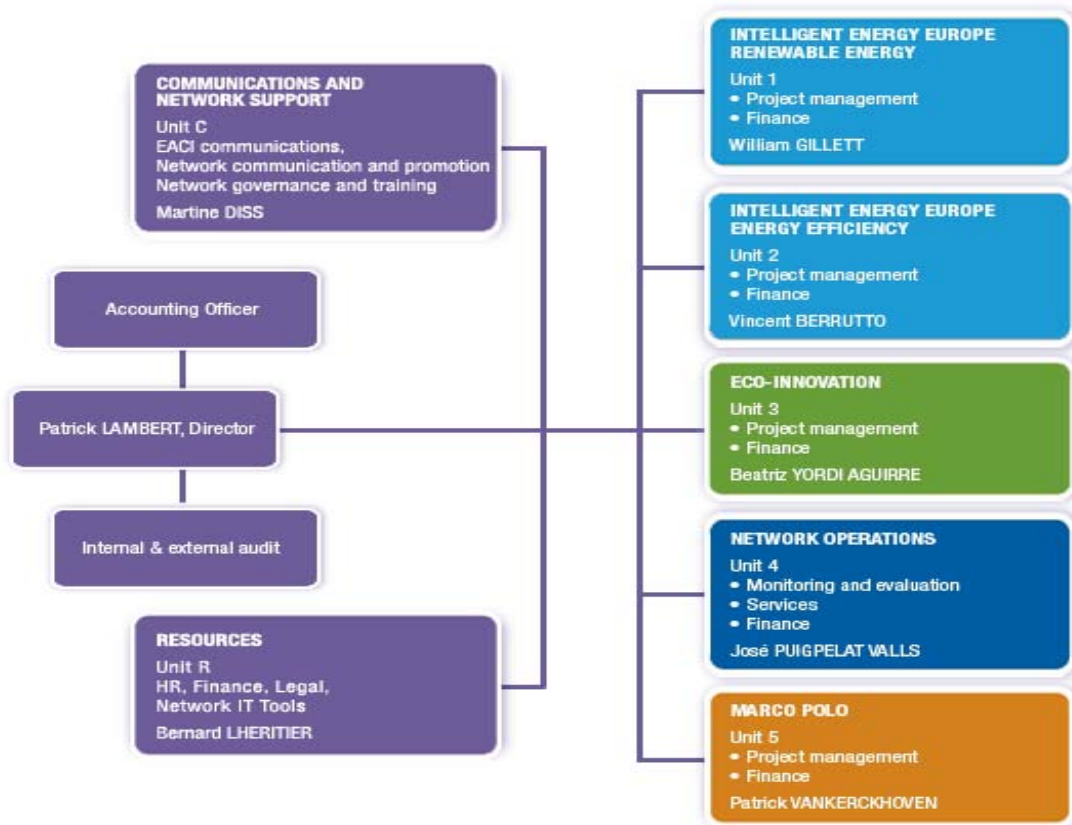 COMMUNICATIONS AND
NETWORK SUPPORT
Unit C
EACI communications,
Network communication and promotion
Network governance and training
Martine DISS
Accounting Officer
Patrick LAMBERT, Director
Internal & external audit
RESOURCES
Unit R
HR, Finance, Legal,
Network IT Tools
Bernard LHERITIER
INTELLIGENT ENERGY EUROPE
RENEWABLE ENERGY
Unit 1
• Project management
• Finance
William GILLETT
INTELLIGENT ENERGY EUROPE
ENERGY EFFICIENCY
Unit 2
• Project management
• Finance
Vincent BERRUTTO
ECO-INNOVATION
Unit 3
• Project management
• Finance
Beatriz YORDI AGUIRRE
NETWORK OPERATIONS
Unit 4
• Monitoring and evaluation
• Services
• Finance
José PUIGPELAT VALLS
MARCO POLO
Unit 5
• Project management
• Finance
Patrick VANKERCKHOVEN